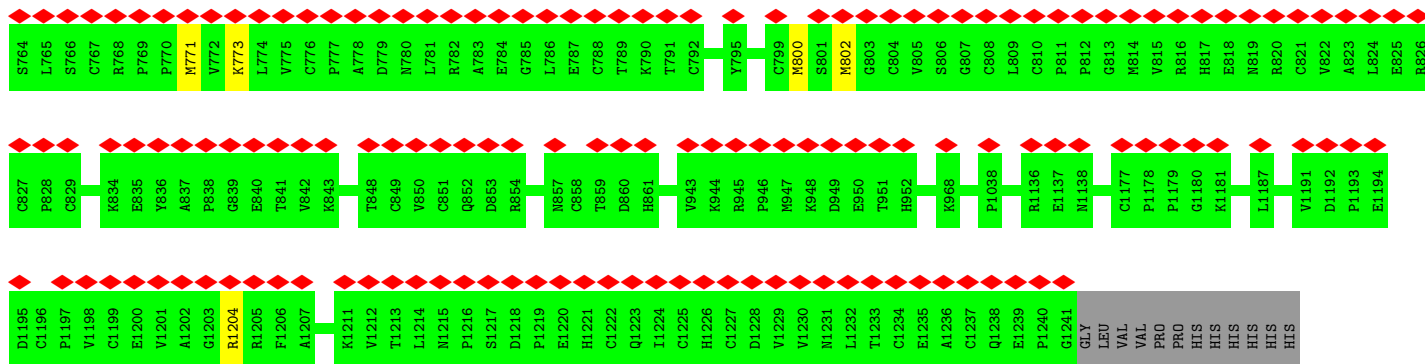 S764 L765 S766 C767 R768 P769 P770 M771 V772 K773 L774 V775 C776 P777 A778 D779 N780 L781 R782 A783 E784 G785 L786 E787 C788 T789 K790 T791 C792 Y795 C799 M800 S801 M802 G803 C804 V805 S806 G807 C808 L809 C810 P811 P812 G813 M814 V815 R816 H817 E818 N819 R820 C821 V822 A823 L824 E825 R826
C827 P828 C829 K834 E835 Y836 A837 P838 G839 E840 T841 V842 K843 T848 C849 V850 C851 Q852 D853 R854 N857 C858 T859 D860 H861 V943 K944 R945 P946 M947 K948 D949 E950 T951 H952 K968 P1038 R1136 E1137 N1138 C1177 P1178 P1179 G1180 K1181 L1187 V1191 D1192 P1193 E1194
D1195 C1196 P1197 V1198 C1199 E1200 V1201 A1202 G1203 R1204 R1205 F1206 A1207 K1211 V1212 T1213 L1214 N1215 P1216 S1217 D1218 P1219 E1220 H1221 C1222 Q1223 I1224 C1225 H1226 C1227 D1228 V1229 V1230 N1231 L1232 T1233 C1234 E1235 A1236 C1237 Q1238 E1239 P1240 G1241 GLY LEU VAL VAL PRO PRO HIS HIS HIS HIS HIS HIS